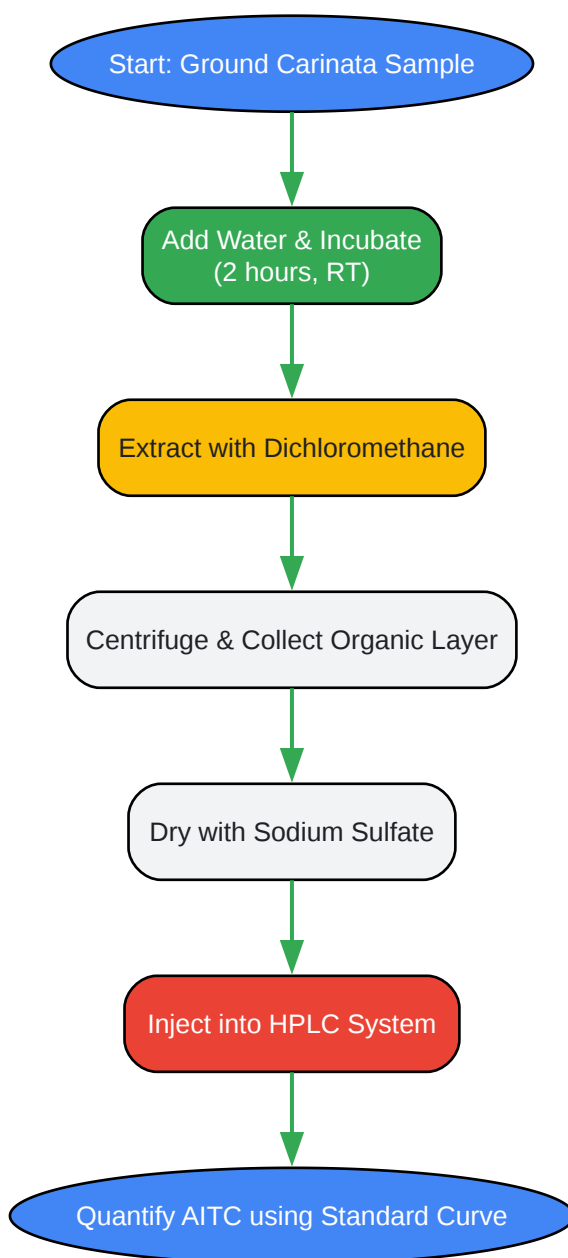 Start: Ground Carinata Sample
Add Water & Incubate
(2 hours, RT)
Extract with Dichloromethane
Centrifuge & Collect Organic Layer
Dry with Sodium Sulfate
Inject into HPLC System
Quantify AITC using Standard Curve